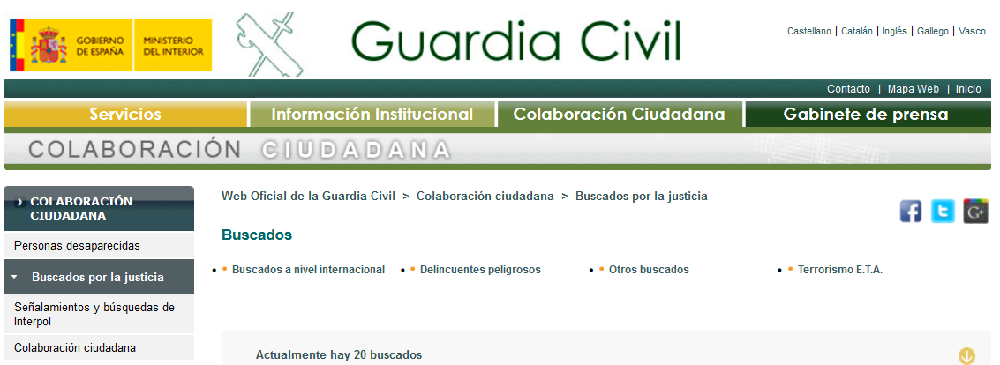 GOBIERNO
DE ESPAÑA
MINISTERIO
DEL INTERIOR
Guardia Civil
Castellano | Catalán | Inglés | Gallego | Vasco
Contacto | Mapa Web | Inicio
Servicios
Información Institucional
Colaboración Ciudadana
Gabinete de prensa
COLABORACIÓN CIUDADANA
COLABORACIÓN
CIUDADANA
Personas desaparecidas
Buscados por la justicia
Señalamientos y búsquedas de
Interpol
Colaboración ciudadana
Web Oficial de la Guardia Civil > Colaboración ciudadana > Buscados por la justicia
Buscados
Buscados a nivel internacional
Delincuentes peligrosos
Otros buscados
Terrorismo E.T.A.
Actualmente hay 20 buscados